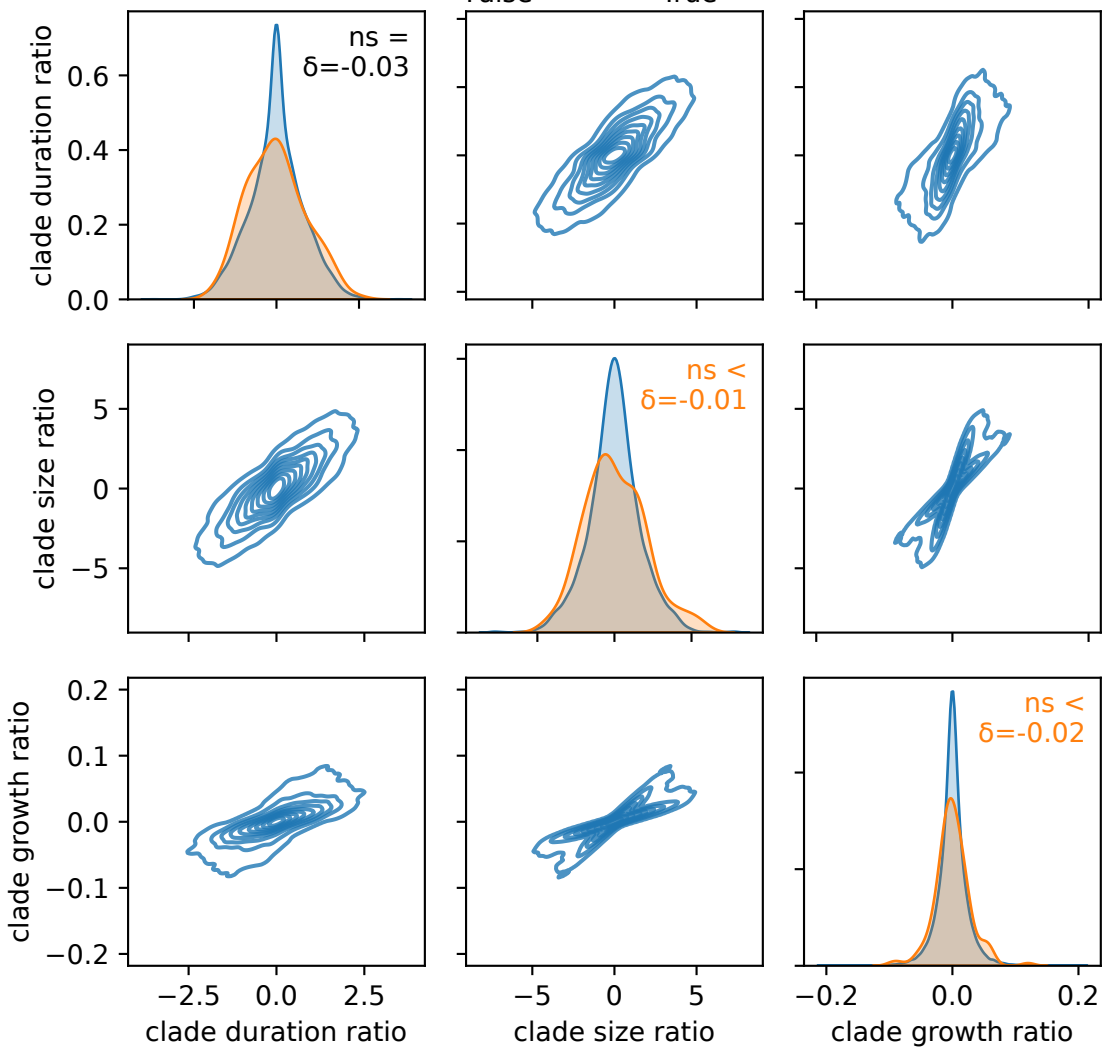 clade duration ratio
0.6
0.4
0.2
0.0
ns =
δ=-0.03
clade size ratio
5
0
−5
ns <
δ=-0.01
clade growth ratio
0.2
0.1
0.0
−0.1
−0.2
ns <
δ=-0.02
−2.5 0.0 2.5
−5 0 5
−0.2 0.0 0.2
clade duration ratio
clade size ratio
clade growth ratio